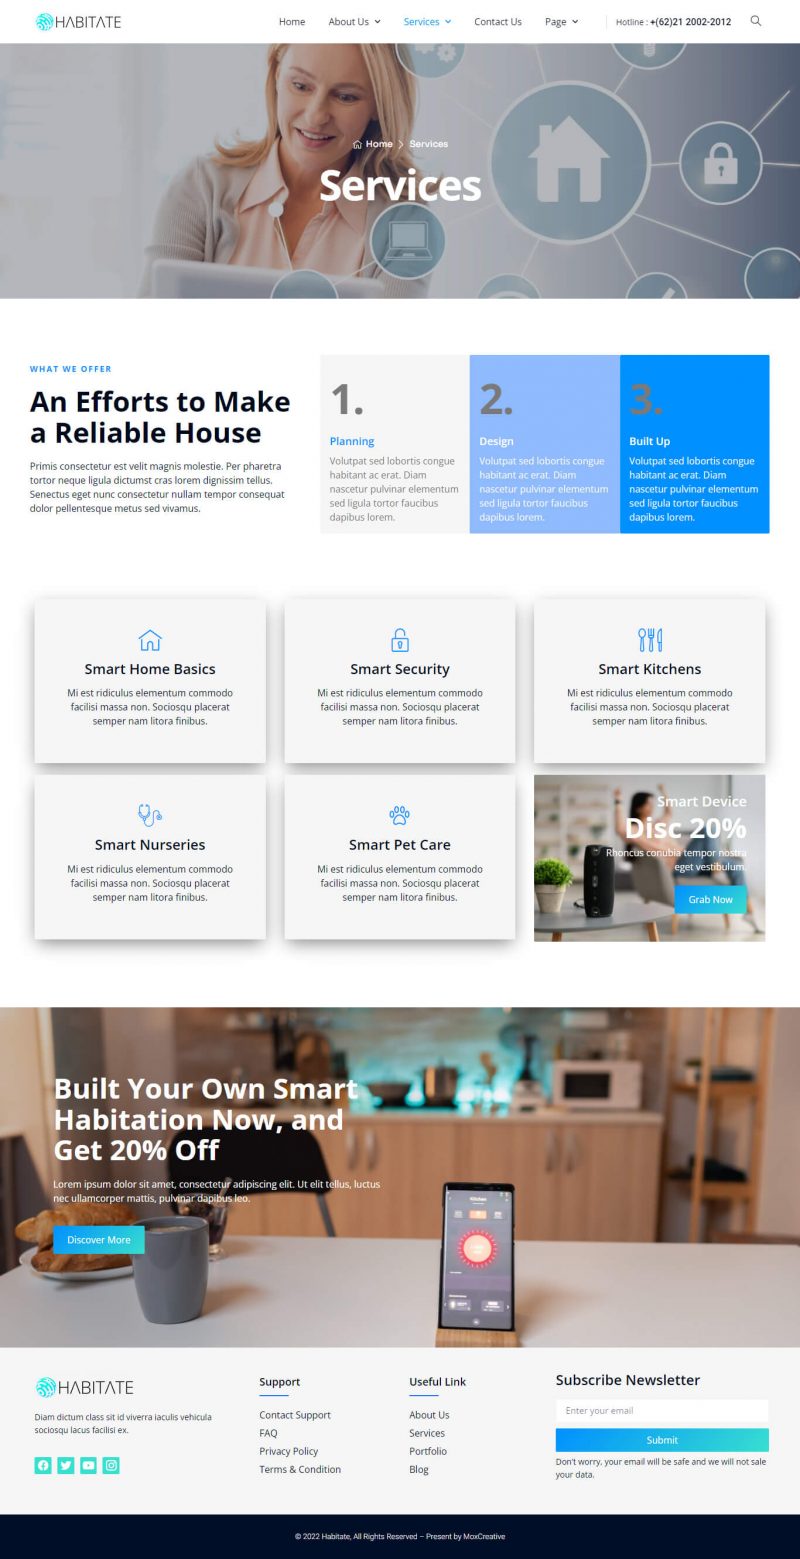 HABITATE
Home
About Us
Services
Contact Us
Page
Hotline : +(62)21 2002-2012
Home
Services
Services
WHAT WE OFFER
An Efforts to Make
a Reliable House
Primis consectetur est velit magnis molestie. Per pharetra
tortor neque ligula dictumst cras lorem dignissim tellus.
Senectus eget nunc consectetur nullam tempor consequat
dolor pellentesque metus sed vivamus.
1.
Planning
Volutpat sed lobortis congue
habitant ac erat. Diam
nascetur pulvinar elementum
sed ligula tortor faucibus
dapibus lorem.
2.
Design
Volutpat sed lobortis congue
habitant ac erat. Diam
nascetur pulvinar elementum
sed ligula tortor faucibus
dapibus lorem.
3.
Built Up
Volutpat sed lobortis congue
habitant ac erat. Diam
nascetur pulvinar elementum
sed ligula tortor faucibus
dapibus lorem.
Smart Home Basics
Mi est ridiculus elementum commodo
facilisi massa non. Sociosqu placerat
semper nam litora finibus.
Smart Security
Mi est ridiculus elementum commodo
facilisi massa non. Sociosqu placerat
semper nam litora finibus.
Smart Kitchens
Mi est ridiculus elementum commodo
facilisi massa non. Sociosqu placerat
semper nam litora finibus.
Smart Nurseries
Mi est ridiculus elementum commodo
facilisi massa non. Sociosqu placerat
semper nam litora finibus.
Smart Pet Care
Mi est ridiculus elementum commodo
facilisi massa non. Sociosqu placerat
semper nam litora finibus.
Smart Device
Disc 20%
Rhoncus conubia tempor nostra
eget vestibulum.
Grab Now
Built Your Own Smart
Habitation Now, and
Get 20% Off
Lorem ipsum dolor sit amet, consectetur adipiscing elit. Ut elit tellus, luctus
nec ullamcorper mattis, pulvinar dapibus leo.
Discover More
Kitchen
HABITATE
Diam dictum class sit id viverra iaculis vehicula
sociosqu lacus facilisi ex.
Support
Contact Support
FAQ
Privacy Policy
Terms & Condition
Useful Link
About Us
Services
Portfolio
Blog
Subscribe Newsletter
Enter your email
Submit
Don't worry, your email will be safe and we will not sale
your data.
© 2022 Habitate, All Rights Reserved – Present by MoxCreative